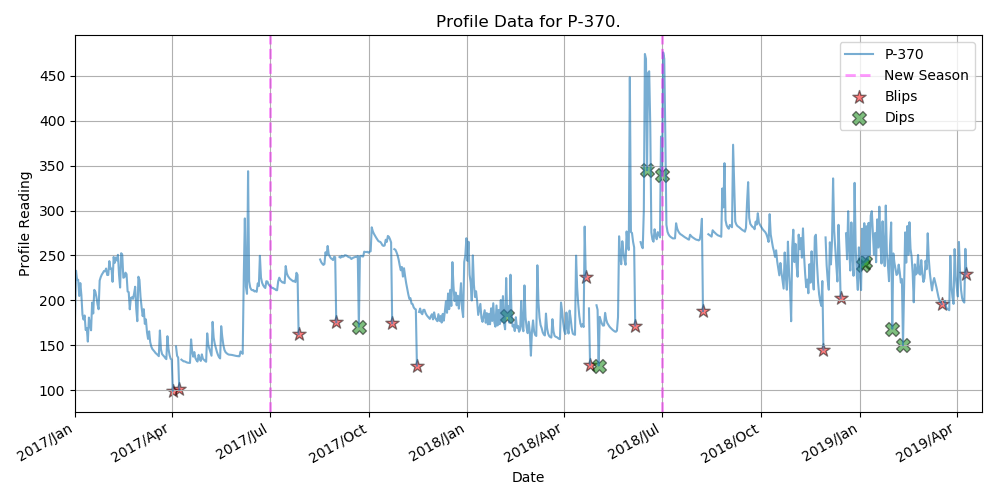 Profile Data for P-370.
P-370
New Season
Blips
Dips
Profile Reading
450
400
350
300
250
200
150
100
2017/Jan
2017/Apr
2017/Jul
2017/Oct
2018/Jan
2018/Apr
2018/Jul
2018/Oct
2019/Jan
2019/Apr
Date